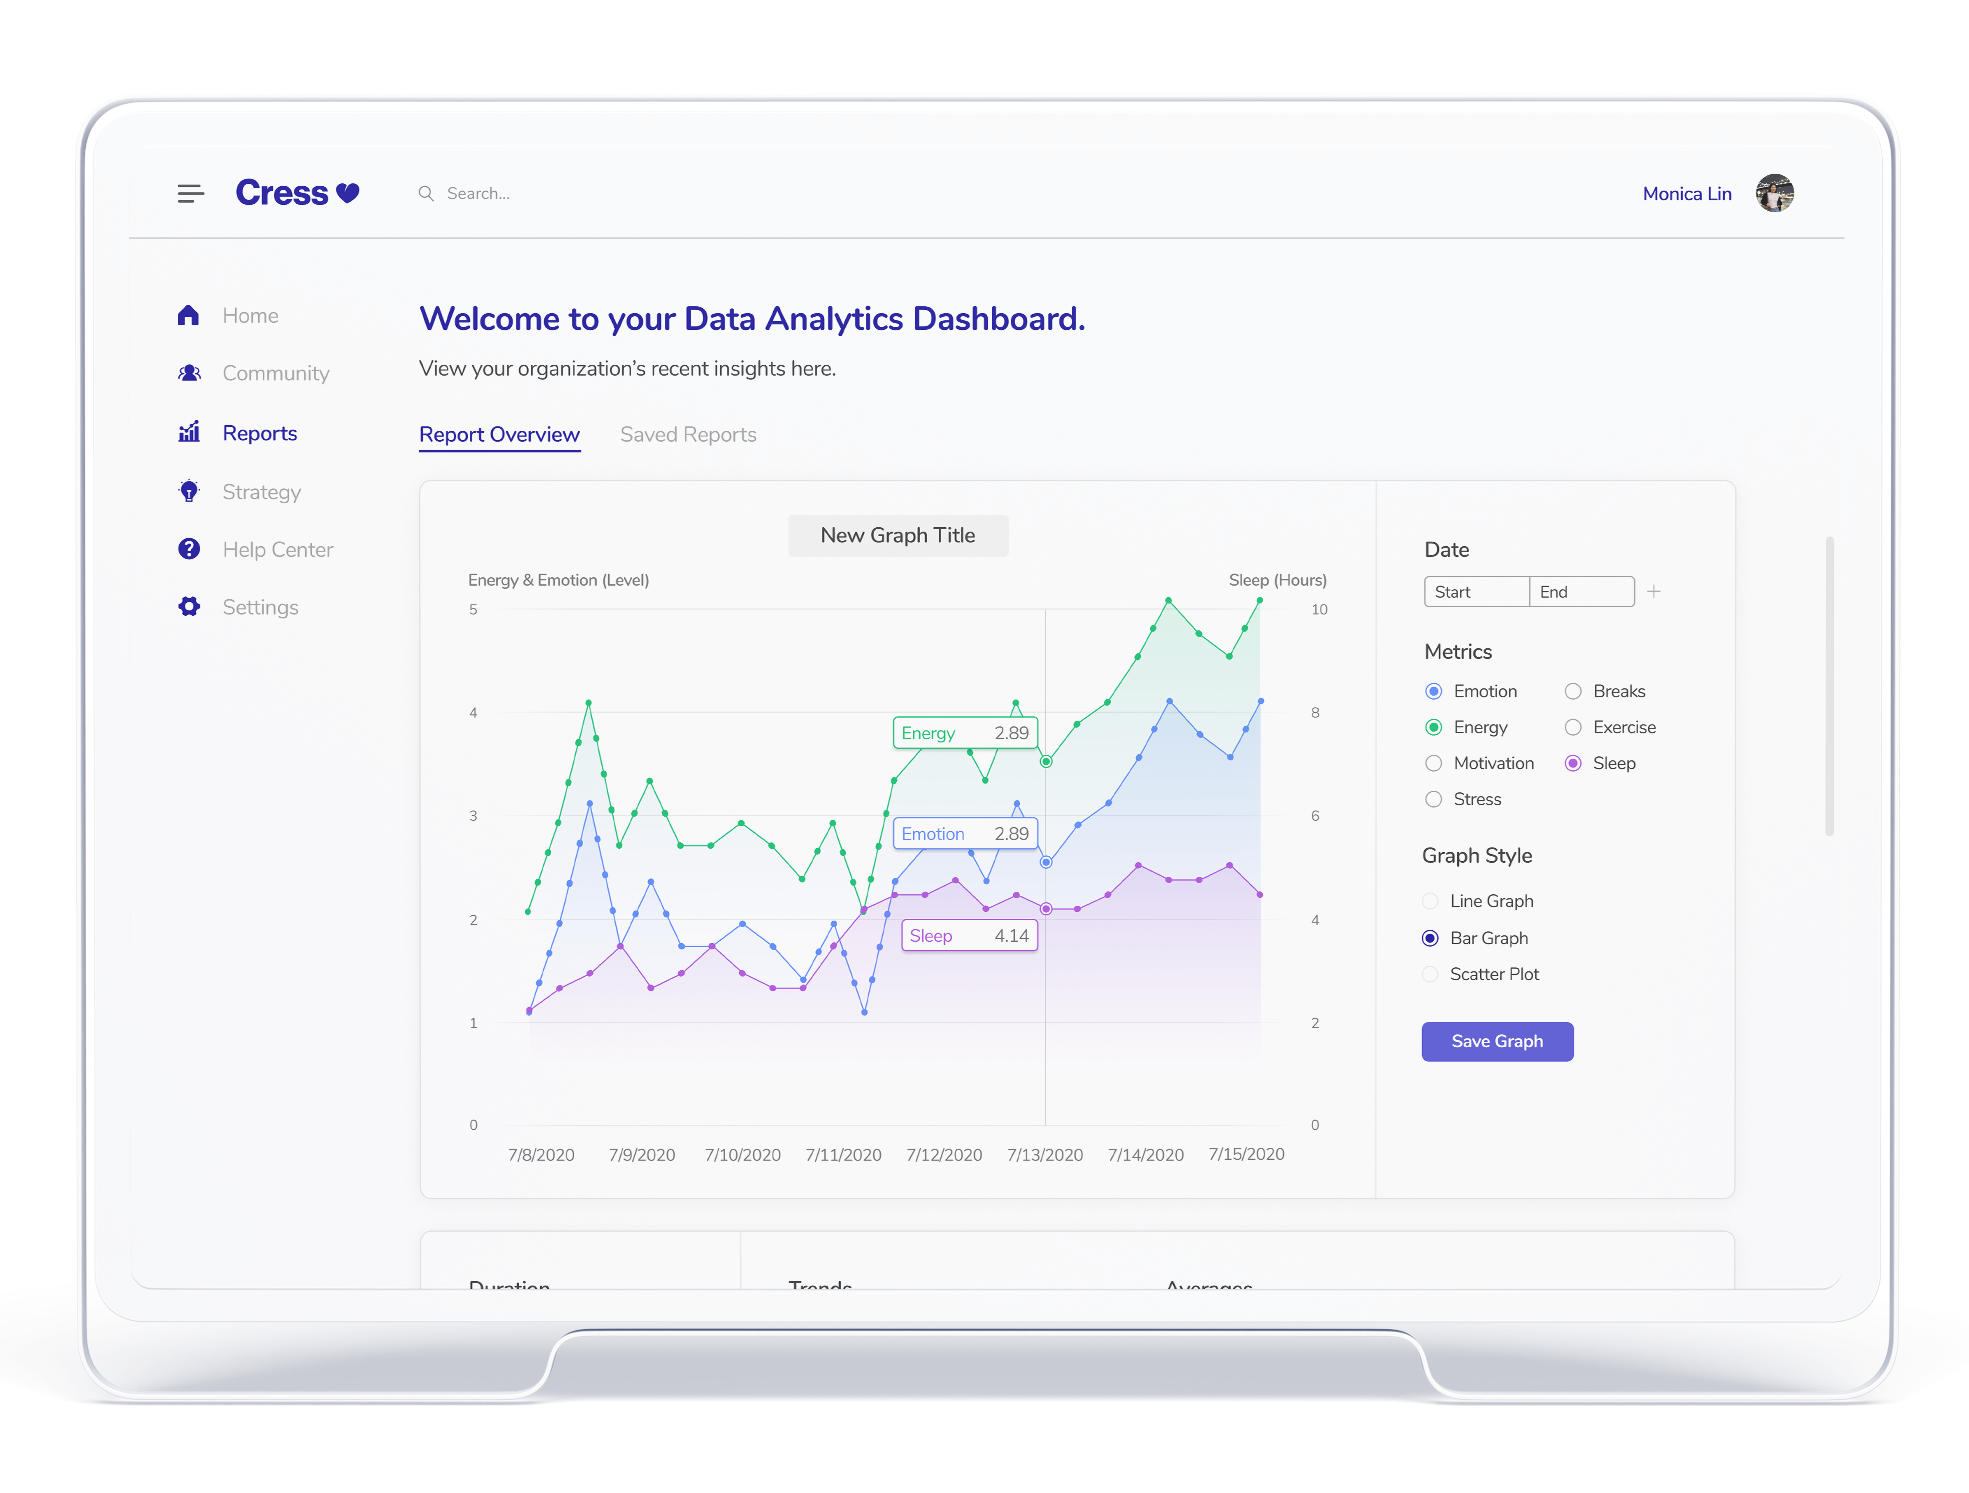 Cress
Search...
Monica Lin
Home
Community
Reports
Strategy
Help Center
Settings
Welcome to your Data Analytics Dashboard.
View your organization's recent insights here.
Report Overview
Saved Reports
New Graph Title
Energy & Emotion (Level)
Sleep (Hours)
5
4
3
2
1
0
10
8
6
4
2
0
Energy 2.89
Emotion 2.89
Sleep 4.14
7/8/2020 7/9/2020 7/10/2020 7/11/2020 7/12/2020 7/13/2020 7/14/2020 7/15/2020
Date
Start End +
Metrics
Emotion Breaks
Energy Exercise
Motivation Sleep
Stress
Graph Style
Line Graph
Bar Graph
Scatter Plot
Save Graph
Duration Trends Averages